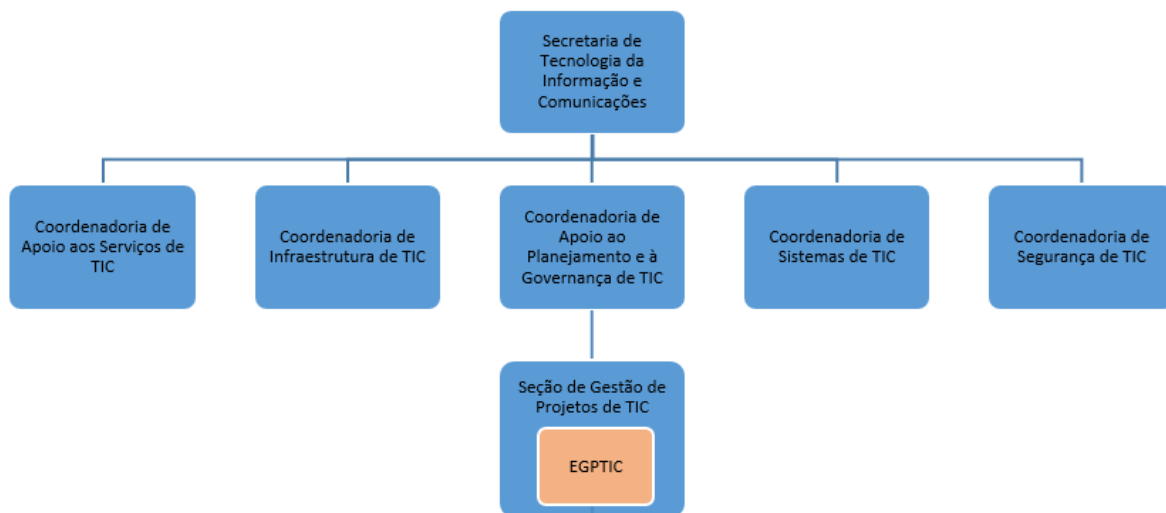 Secretaria de
Tecnologia da
Informação e
Comunicações
Coordenadoria de
Apoio aos Serviços de
TIC
Coordenadoria de
Infraestrutura de TIC
Coordenadoria de
Apoio ao
Planejamento e à
Governança de TIC
Coordenadoria de
Sistemas de TIC
Coordenadoria de
Segurança de TIC
Seção de Gestão de
Projetos de TIC
EGPTIC